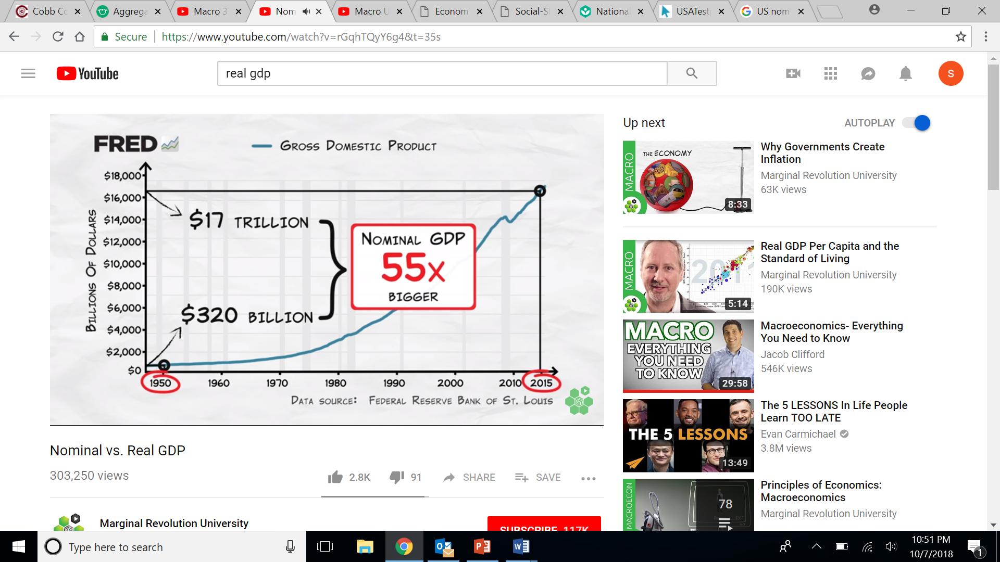 Cobb Co
Aggrega
Macro 3
Nom
Macro U
Econom
Social-S
National
USATest
US nom
Secure
https://www.youtube.com/watch?v=rGqhTQyY6g4&t=35s
YouTube
real gdp
S
FRED
GROSS DOMESTIC PRODUCT
BILLIONS OF DOLLARS
$18,000
$16,000
$14,000
$12,000
$10,000
$8,000
$6,000
$4,000
$2,000
$0
$17 TRILLION
$320 BILLION
NOMINAL GDP
55x
BIGGER
1950 1960 1970 1980 1990 2000 2010 2015
DATA SOURCE: FEDERAL RESERVE BANK OF ST. LOUIS
Nominal vs. Real GDP
303,250 views
2.8K 91 SHARE SAVE
Marginal Revolution University
SUBSCRIBE 117K
Up next
AUTOPLAY
MACRO
THE ECONOMY
8:33
Why Governments Create
Inflation
Marginal Revolution University
63K views
MACRO
2011
5:14
Real GDP Per Capita and the
Standard of Living
Marginal Revolution University
190K views
MACRO
EVERYTHING
YOU NEED
TO KNOW
29:58
Macroeconomics- Everything
You Need to Know
Jacob Clifford
546K views
THE 5 LESSONS
13:49
The 5 LESSONS In Life People
Learn TOO LATE
Evan Carmichael
3.8M views
MACROECON
78
Principles of Economics:
Macroeconomics
Marginal Revolution University
Type here to search
10:51 PM
10/7/2018
1